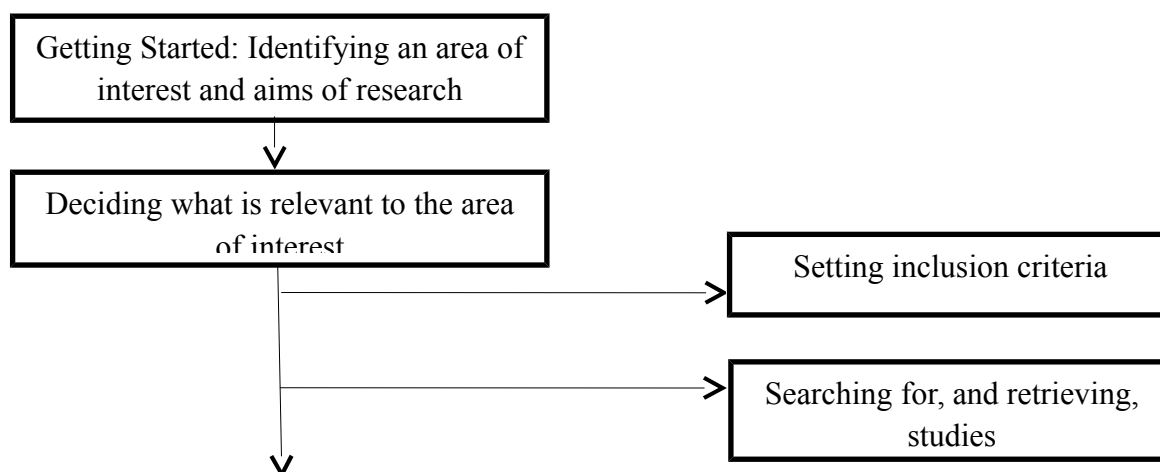 Getting Started: Identifying an area of
interest and aims of research
Deciding what is relevant to the area
of interest
Setting inclusion criteria
Searching for, and retrieving,
studies